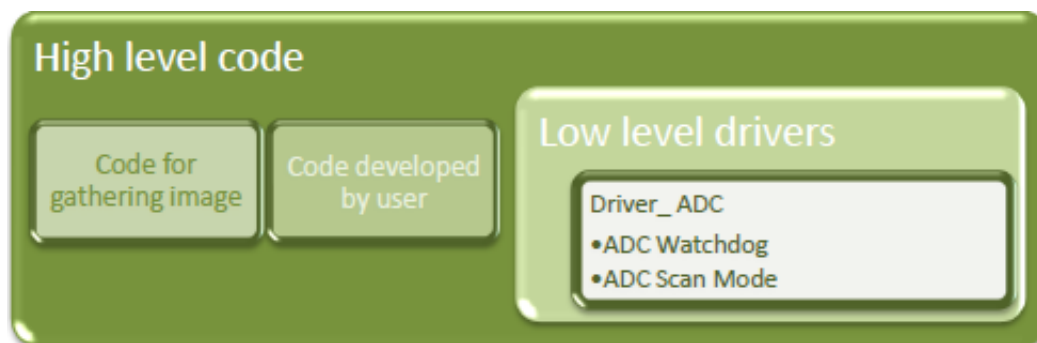 High level code
Code for
gathering image
Code developed
by user
Low level drivers
Driver_ ADC
•ADC Watchdog
•ADC Scan Mode